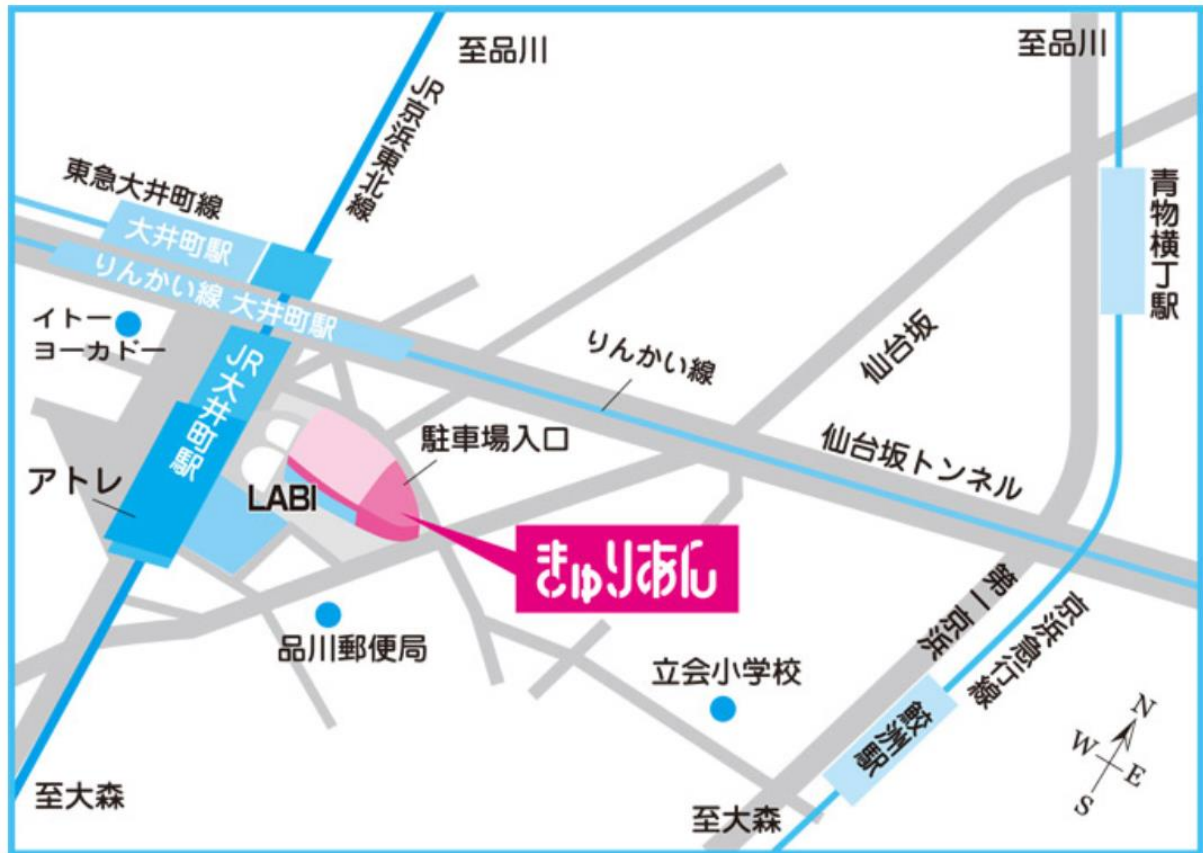 至品川
至品川
JR京浜東北線
東急大井町線
大井町駅
りんかい線 大井町駅
青物横丁駅
イトー
ヨーカドー
りんかい線
仙台坂
JR大井町駅
駐車場入口
仙台坂トンネル
アトレ
LABI
きゅりあん
第一京浜
京浜急行線
品川郵便局
立会小学校
鮫洲駅
N
W
E
S
至大森
至大森